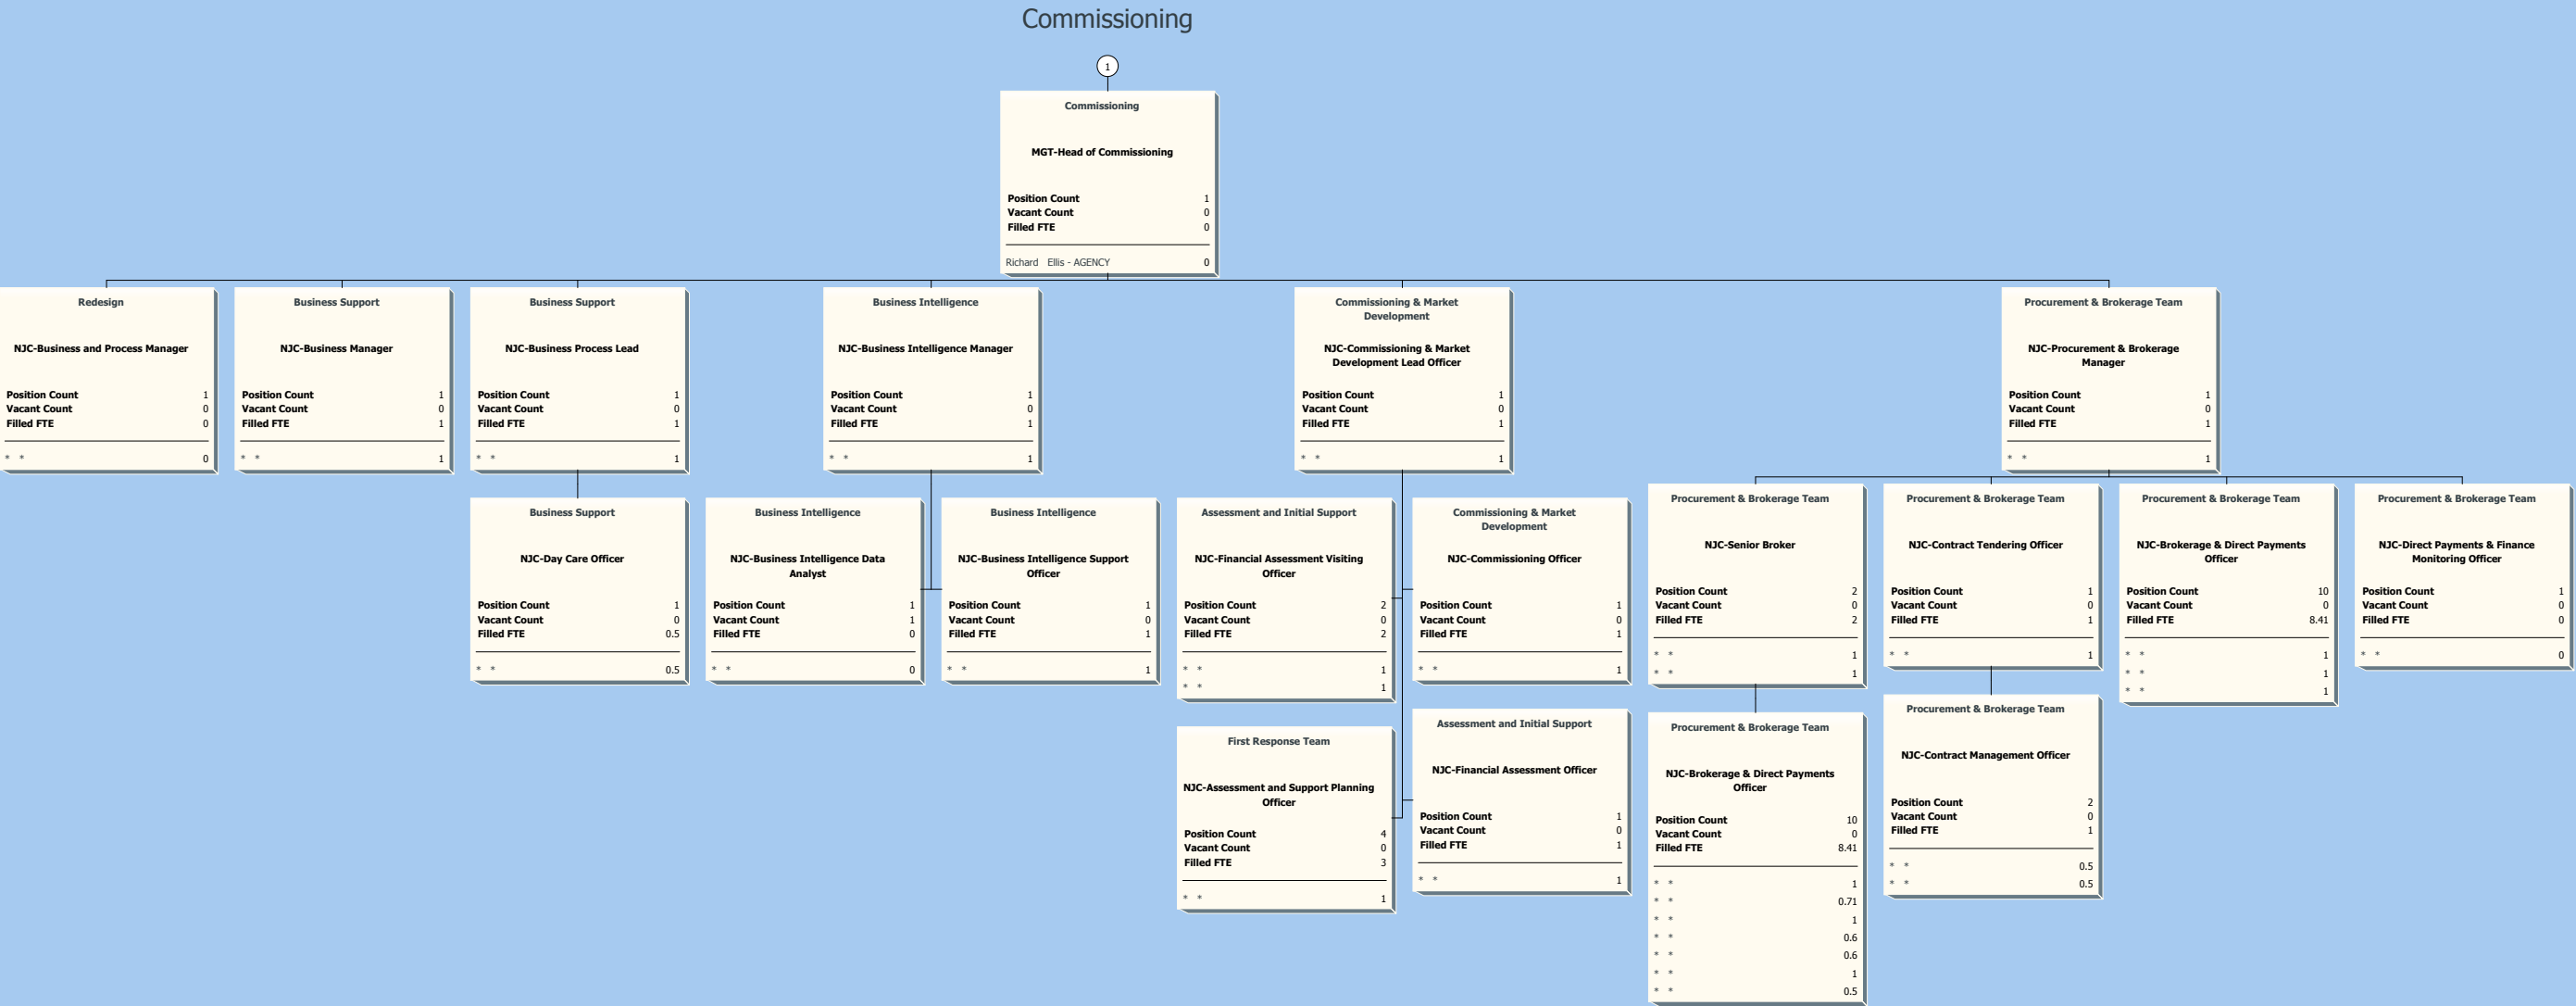 Commissioning
1
Commissioning
MGT-Head of Commissioning
Position Count 1
Vacant Count 0
Filled FTE 0
Richard Ellis - AGENCY 0
Redesign
NJC-Business and Process Manager
Position Count 1
Vacant Count 0
Filled FTE 0
* * 0
Business Support
NJC-Business Manager
Position Count 1
Vacant Count 0
Filled FTE 1
* * 1
Business Support
NJC-Business Process Lead
Position Count 1
Vacant Count 0
Filled FTE 1
* * 1
Business Intelligence
NJC-Business Intelligence Manager
Position Count 1
Vacant Count 0
Filled FTE 1
* * 1
Commissioning & Market
Development
NJC-Commissioning & Market
Development Lead Officer
Position Count 1
Vacant Count 0
Filled FTE 1
* * 1
Procurement & Brokerage Team
NJC-Procurement & Brokerage
Manager
Position Count 1
Vacant Count 0
Filled FTE 1
* * 1
Business Support
NJC-Day Care Officer
Position Count 1
Vacant Count 0
Filled FTE 0.5
* * 0.5
Business Intelligence
NJC-Business Intelligence Data
Analyst
Position Count 1
Vacant Count 1
Filled FTE 0
* * 0
Business Intelligence
NJC-Business Intelligence Support
Officer
Position Count 1
Vacant Count 0
Filled FTE 1
* * 1
Assessment and Initial Support
NJC-Financial Assessment Visiting
Officer
Position Count 2
Vacant Count 0
Filled FTE 2
* * 1
* * 1
Commissioning & Market
Development
NJC-Commissioning Officer
Position Count 1
Vacant Count 0
Filled FTE 1
* * 1
Procurement & Brokerage Team
NJC-Senior Broker
Position Count 2
Vacant Count 0
Filled FTE 2
* * 1
* * 1
Procurement & Brokerage Team
NJC-Contract Tendering Officer
Position Count 1
Vacant Count 0
Filled FTE 1
* * 1
Procurement & Brokerage Team
NJC-Brokerage & Direct Payments
Officer
Position Count 10
Vacant Count 0
Filled FTE 8.41
* * 1
* * 1
* * 1
Procurement & Brokerage Team
NJC-Direct Payments & Finance
Monitoring Officer
Position Count 1
Vacant Count 0
Filled FTE 0
* * 0
First Response Team
NJC-Assessment and Support Planning
Officer
Position Count 4
Vacant Count 0
Filled FTE 3
* * 1
Assessment and Initial Support
NJC-Financial Assessment Officer
Position Count 1
Vacant Count 0
Filled FTE 1
* * 1
Procurement & Brokerage Team
NJC-Brokerage & Direct Payments
Officer
Position Count 10
Vacant Count 0
Filled FTE 8.41
* * 1
* * 0.71
* * 1
* * 0.6
* * 0.6
* * 1
* * 0.5
Procurement & Brokerage Team
NJC-Contract Management Officer
Position Count 2
Vacant Count 0
Filled FTE 1
* * 0.5
* * 0.5